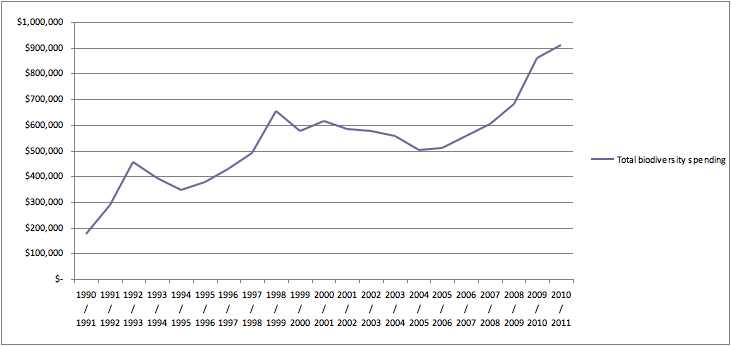 $1,000,000
$900,000
$800,000
$700,000
$600,000
$500,000
$400,000
$300,000
$200,000
$100,000
$-
1990 1991 1992 1993 1994 1995 1996 1997 1998 1999 2000 2001 2002 2003 2004 2005 2006 2007 2008 2009 2010
/ / / / / / / / / / / / / / / / / / / / /
1991 1992 1993 1994 1995 1996 1997 1998 1999 2000 2001 2002 2003 2004 2005 2006 2007 2008 2009 2010 2011
Total biodiversity spending